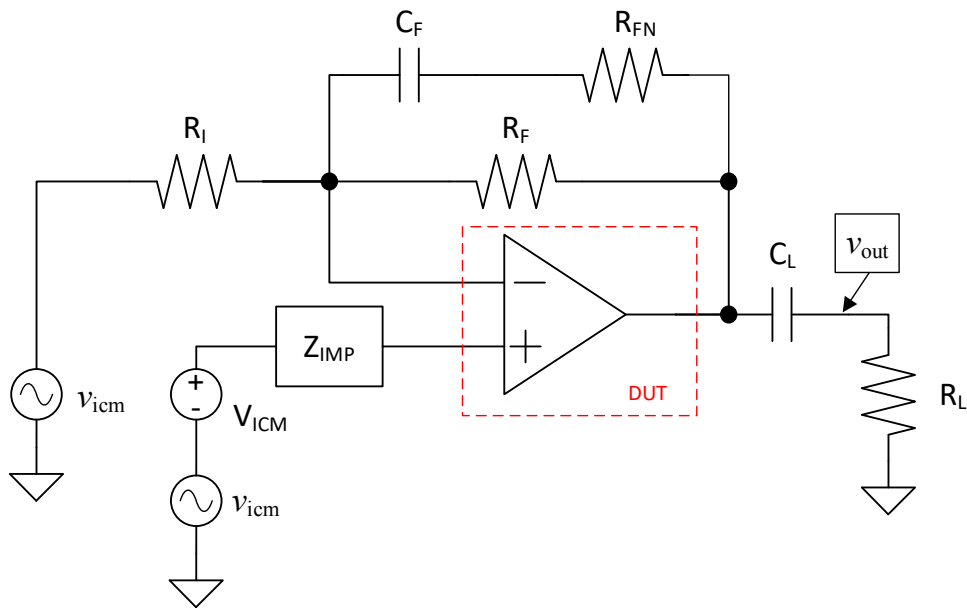 C_F
R_FN
R_I
R_F
v_out
C_L
Z_IMP
DUT
v_icm
+
-
V_ICM
R_L
v_icm